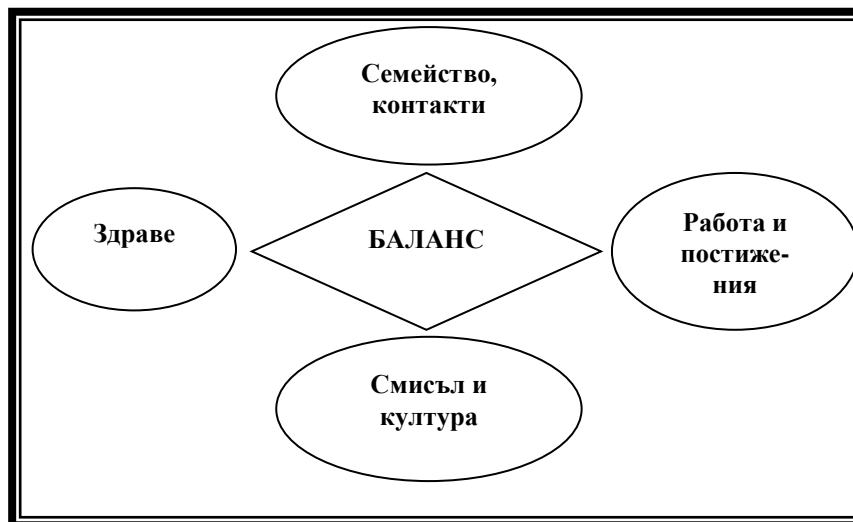 Семейство,
контакти
Здраве
БАЛАНС
Работа и
постиже-
ния
Смисъл и
култура